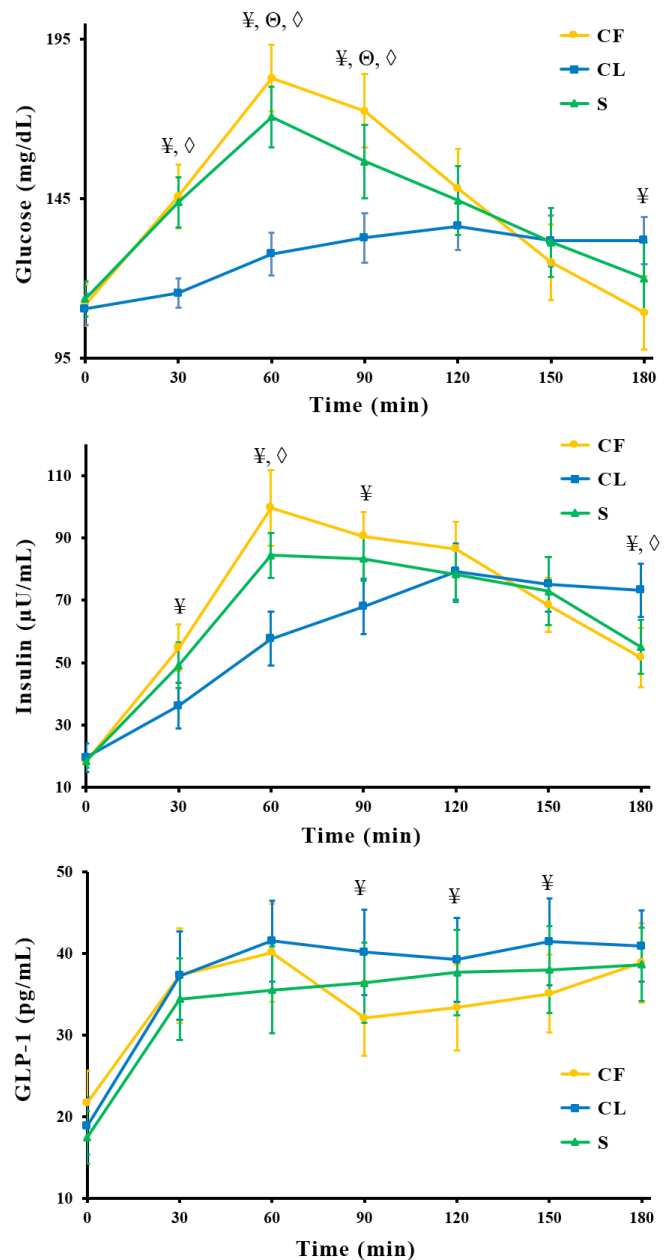 ¥, Θ, ◊
195
CF
¥, Θ, ◊
CL
S
¥, ◊
145
¥
Glucose (mg/dL)
95
0 30 60 90 120 150 180
Time (min)
¥, ◊
CF
110
¥
CL
S
90
¥, ◊
¥
70
Insulin (µU/mL)
50
30
10
0 30 60 90 120 150 180
Time (min)
50
¥ ¥ ¥
40
GLP-1 (pg/mL)
30
CF
CL
20
S
10
0 30 60 90 120 150 180
Time (min)